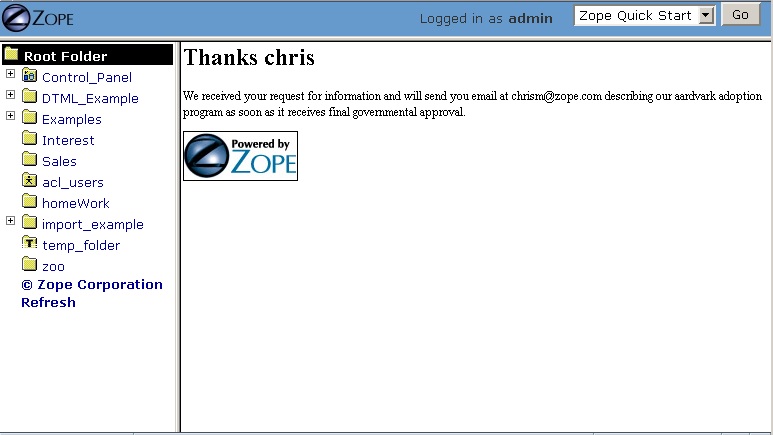 ZOPE
Logged in as admin
Zope Quick Start
Go
Root Folder
Control_Panel
DTML_Example
Examples
Interest
Sales
acl_users
homeWork
import_example
T temp_folder
zoo
© Zope Corporation
Refresh
Thanks chris
We received your request for information and will send you email at chrism@zope.com describing our aardvark adoption
program as soon as it receives final governmental approval.
Powered by
ZOPE